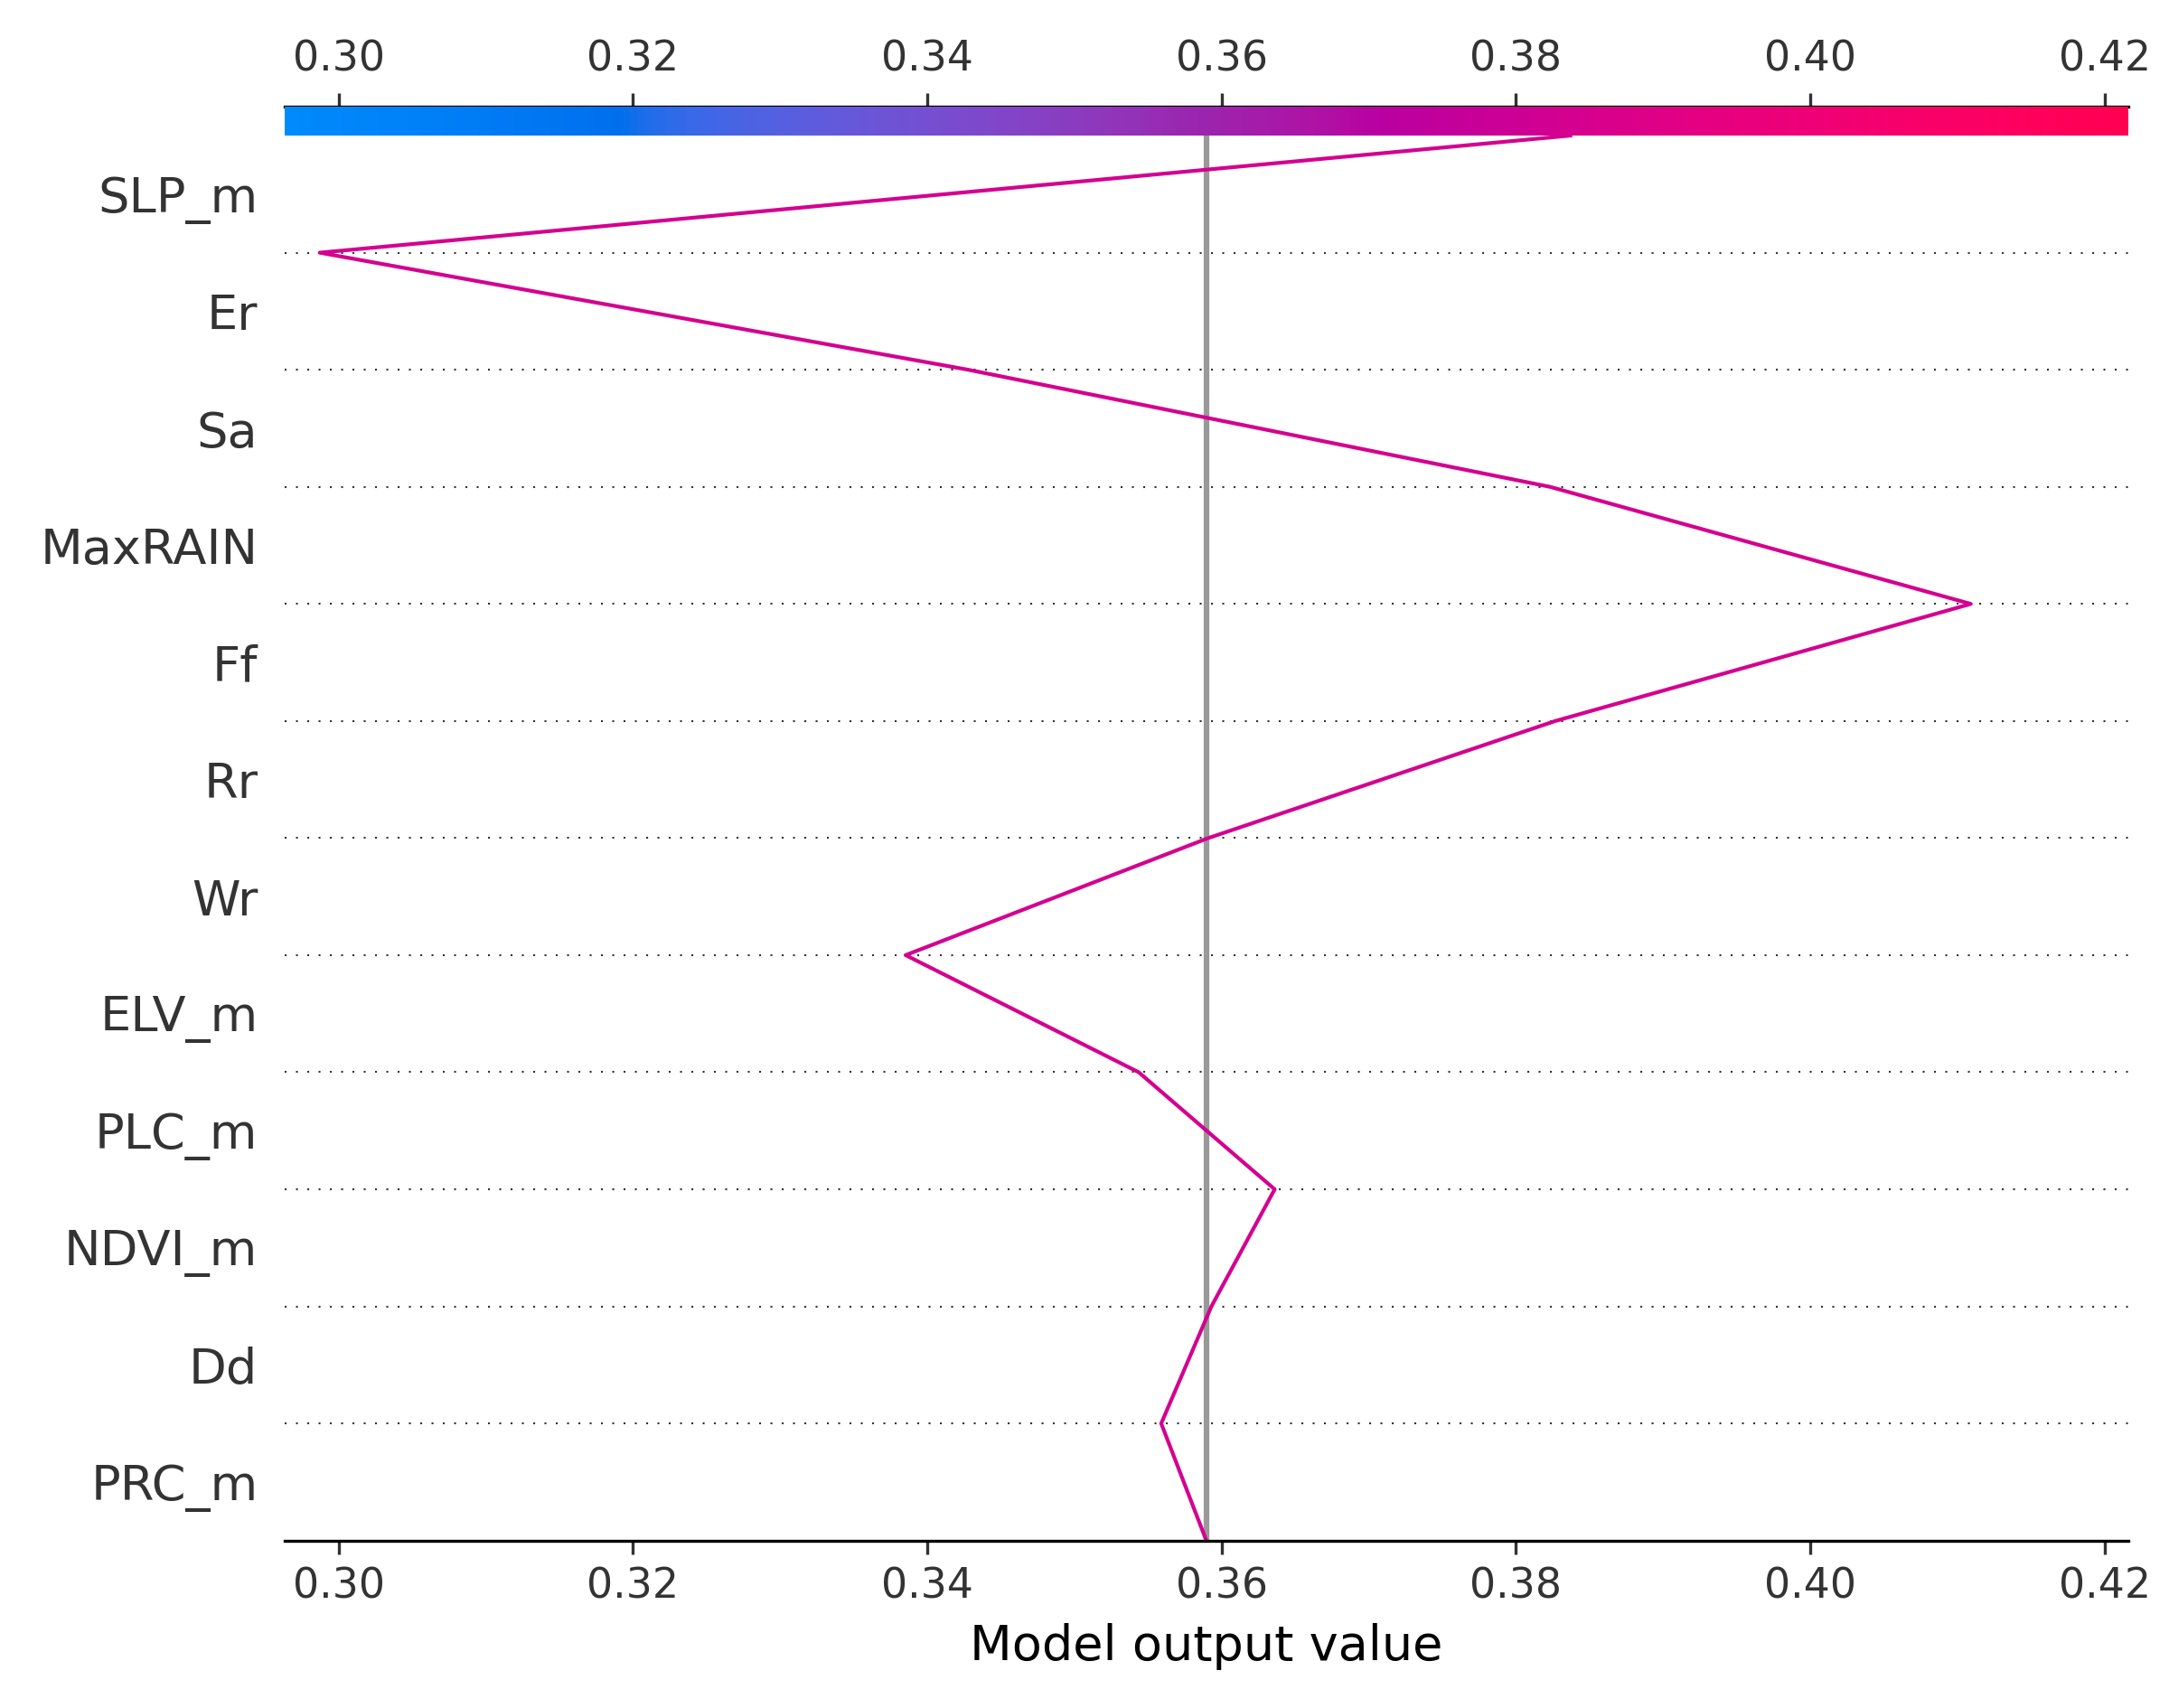 0.30 0.32 0.34 0.36 0.38 0.40 0.42
SLP_m
Er
Sa
MaxRAIN
Ff
Rr
Wr
ELV_m
PLC_m
NDVI_m
Dd
PRC_m
0.30 0.32 0.34 0.36 0.38 0.40 0.42
Model output value